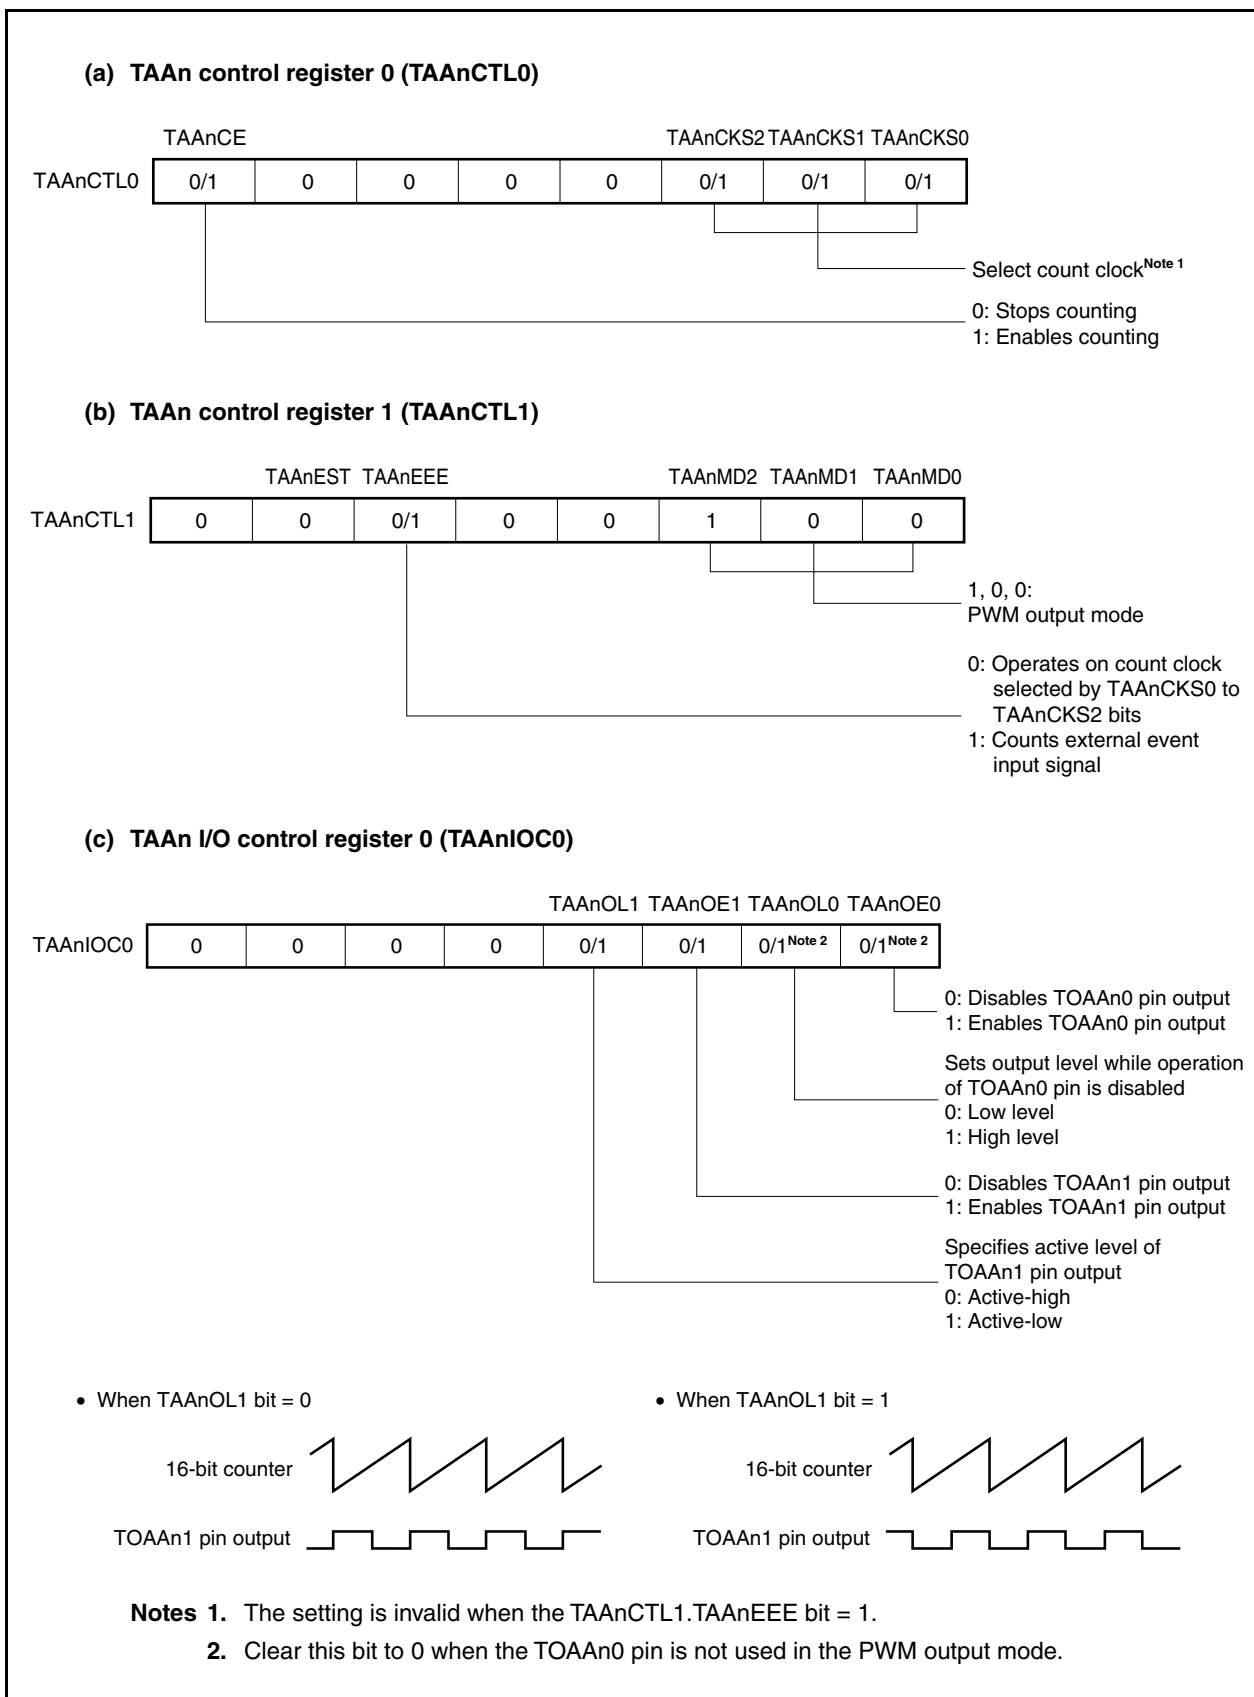 (a) TAAn control register 0 (TAAnCTL0)
TAAnCE TAAnCKS2 TAAnCKS1 TAAnCKS0
TAAnCTL0 0/1 0 0 0 0 0/1 0/1 0/1
Select count clockNote 1
0: Stops counting
1: Enables counting
(b) TAAn control register 1 (TAAnCTL1)
TAAnEST TAAnEEE TAAnMD2 TAAnMD1 TAAnMD0
TAAnCTL1 0 0 0/1 0 0 1 0 0
1, 0, 0:
PWM output mode
0: Operates on count clock
selected by TAAnCKS0 to
TAAnCKS2 bits
1: Counts external event
input signal
(c) TAAn I/O control register 0 (TAAnIOC0)
TAAnOL1 TAAnOE1 TAAnOL0 TAAnOE0
TAAnIOC0 0 0 0 0 0/1 0/1 0/1Note 2 0/1Note 2
0: Disables TOAAn0 pin output
1: Enables TOAAn0 pin output
Sets output level while operation
of TOAAn0 pin is disabled
0: Low level
1: High level
0: Disables TOAAn1 pin output
1: Enables TOAAn1 pin output
Specifies active level of
TOAAn1 pin output
0: Active-high
1: Active-low
• When TAAnOL1 bit = 0 • When TAAnOL1 bit = 1
16-bit counter 16-bit counter
TOAAn1 pin output TOAAn1 pin output
Notes 1. The setting is invalid when the TAAnCTL1.TAAnEEE bit = 1.
2. Clear this bit to 0 when the TOAAn0 pin is not used in the PWM output mode.